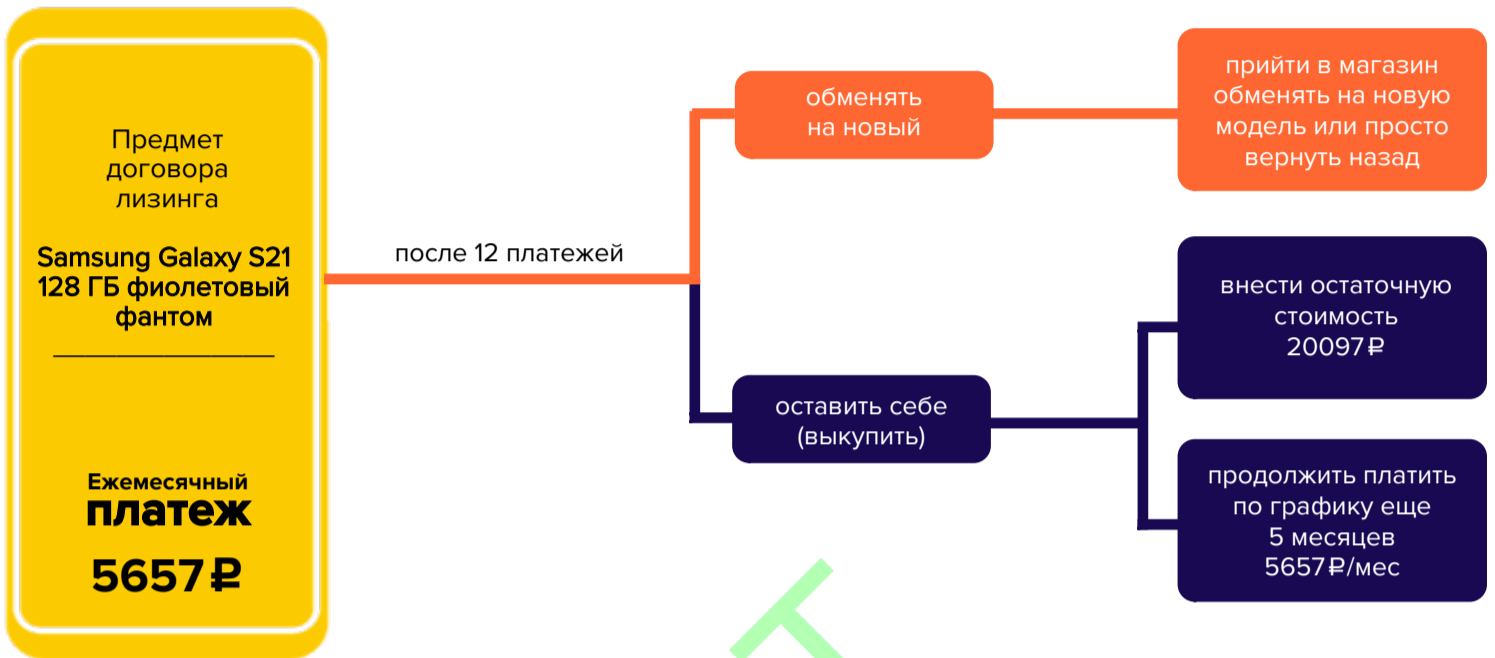 Предмет
договора
лизинга
Samsung Galaxy S21
128 ГБ фиолетовый
фантом
Ежемесячный
платеж
5657 ₽
после 12 платежей
обменять
на новый
прийти в магазин
обменять на новую
модель или просто
вернуть назад
оставить себе
(выкупить)
внести остаточную
стоимость
20097 ₽
продолжить платить
по графику еще
5 месяцев
5657 ₽/мес